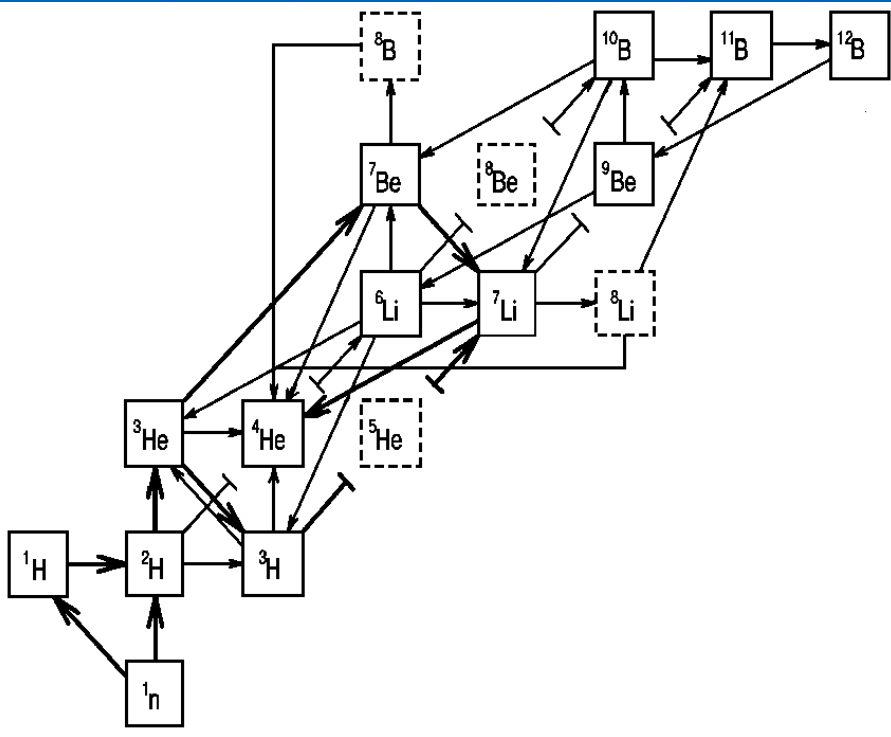 ⁸B
¹⁰B
¹¹B
¹²B
⁷Be
⁸Be
⁹Be
⁶Li
⁷Li
⁸Li
³He
⁴He
⁵He
¹H
²H
³H
¹n